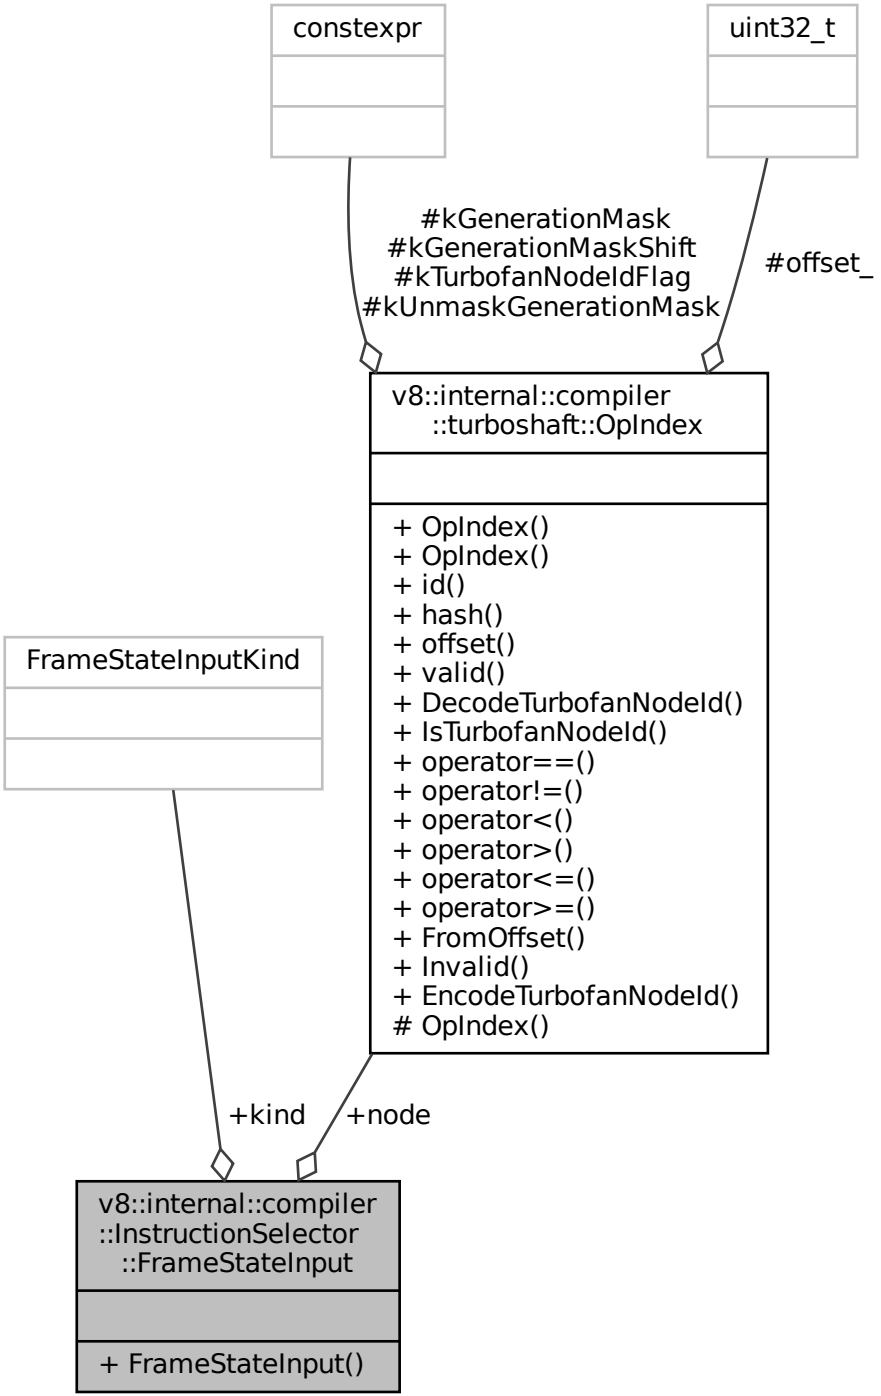 constexpr
uint32_t
#kGenerationMask
#kGenerationMaskShift
#kTurbofanNodeIdFlag
#kUnmaskGenerationMask
#offset_
v8::internal::compiler
::turboshaft::OpIndex
+ OpIndex()
+ OpIndex()
+ id()
+ hash()
+ offset()
+ valid()
+ DecodeTurbofanNodeId()
+ IsTurbofanNodeId()
+ operator==()
+ operator!=()
+ operator<()
+ operator>()
+ operator<=()
+ operator>=()
+ FromOffset()
+ Invalid()
+ EncodeTurbofanNodeId()
# OpIndex()
FrameStateInputKind
+kind
+node
v8::internal::compiler
::InstructionSelector
::FrameStateInput
+ FrameStateInput()